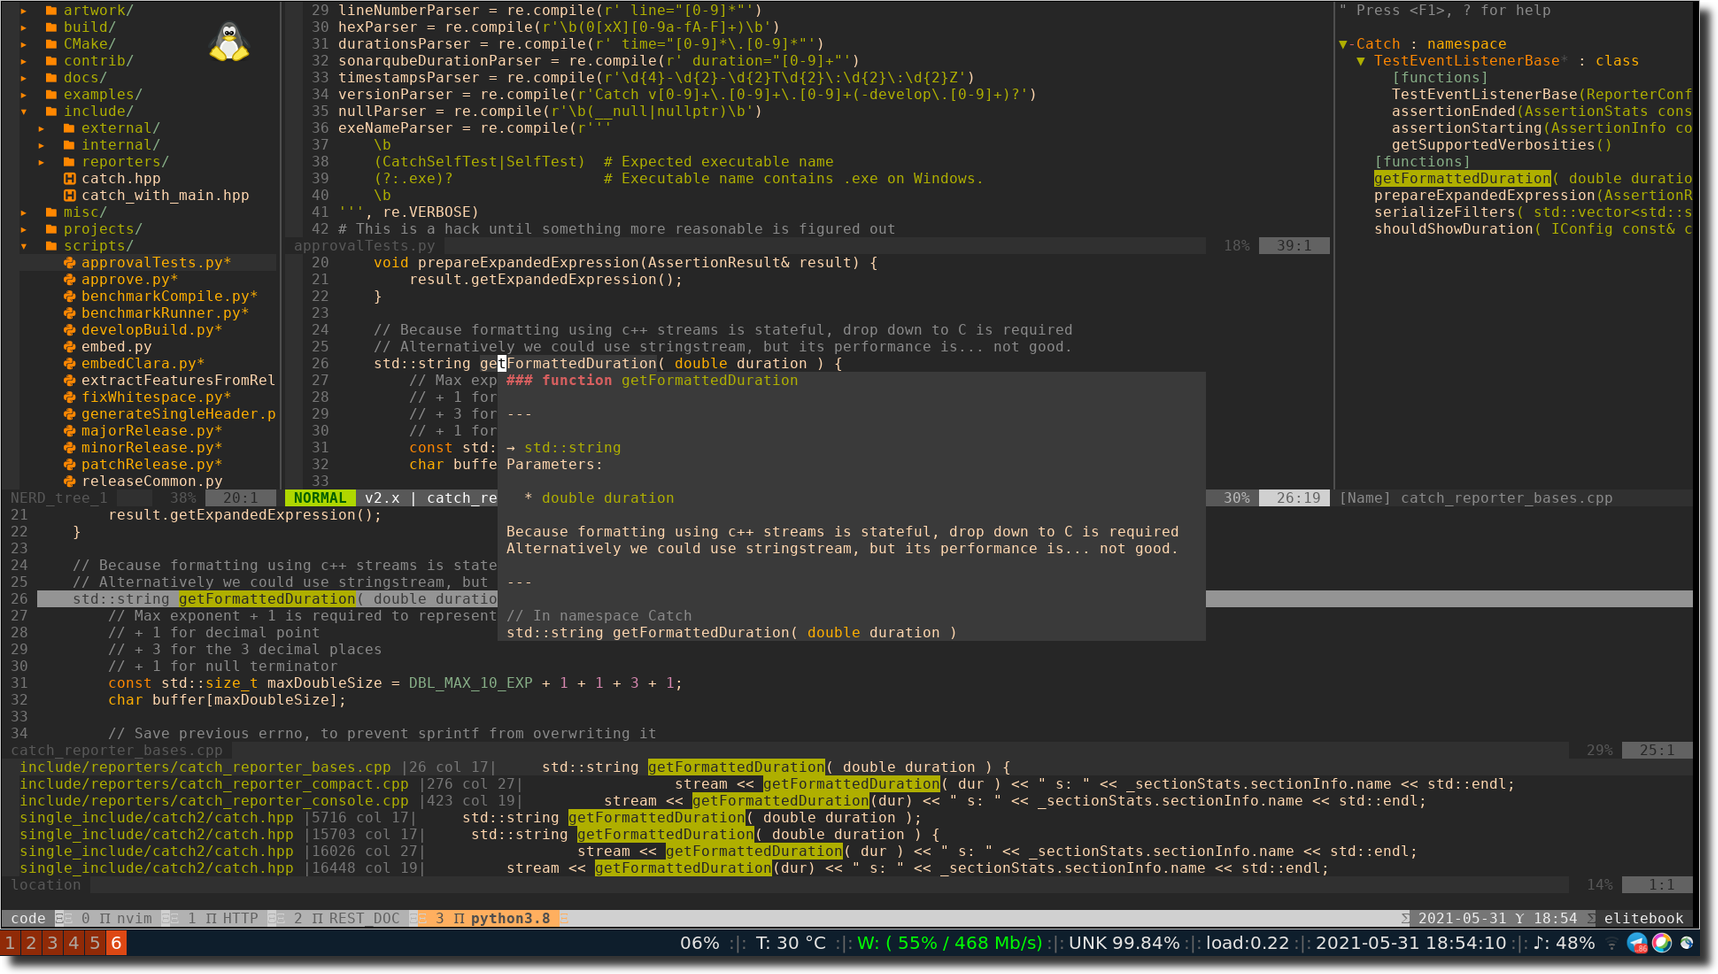 artwork/
build/
CMake/
contrib/
docs/
examples/
include/
external/
internal/
reporters/
catch.hpp
catch_with_main.hpp
misc/
projects/
scripts/
approvalTests.py*
approve.py*
benchmarkCompile.py*
benchmarkRunner.py*
developBuild.py*
embed.py
embedClara.py*
extractFeaturesFromRel
fixWhitespace.py*
generateSingleHeader.p
majorRelease.py*
minorRelease.py*
patchRelease.py*
releaseCommon.py
NERD_tree_1 38% 20:1
29 lineNumberParser = re.compile(r' line="[0-9]*"')
30 hexParser = re.compile(r'\b(0[xX][0-9a-fA-F]+)\b')
31 durationsParser = re.compile(r' time="[0-9]*\.[0-9]*"')
32 sonarqubeDurationParser = re.compile(r' duration="[0-9]+"')
33 timestampsParser = re.compile(r'\d{4}-\d{2}-\d{2}T\d{2}\:\d{2}\:\d{2}Z')
34 versionParser = re.compile(r'Catch v[0-9]+\.[0-9]+\.[0-9]+(-develop\.[0-9]+)?')
35 nullParser = re.compile(r'\b(__null|nullptr)\b')
36 exeNameParser = re.compile(r'''
37 \b
38 (CatchSelfTest|SelfTest) # Expected executable name
39 (?:.exe)? # Executable name contains .exe on Windows.
40 \b
41 ''', re.VERBOSE)
42 # This is a hack until something more reasonable is figured out
approvalTests.py 18% 39:1
20 void prepareExpandedExpression(AssertionResult& result) {
21 result.getExpandedExpression();
22 }
23
24 // Because formatting using c++ streams is stateful, drop down to C is required
25 // Alternatively we could use stringstream, but its performance is... not good.
26 std::string getFormattedDuration( double duration ) {
27 // Max exp
28 // + 1 for
29 // + 3 for
30 // + 1 for
31 const std:
32 char buffe
33
NORMAL v2.x | catch_re 30% 26:19
### function getFormattedDuration
---
→ std::string
Parameters:
* double duration
Because formatting using c++ streams is stateful, drop down to C is required
Alternatively we could use stringstream, but its performance is... not good.
---
// In namespace Catch
std::string getFormattedDuration( double duration )
" Press <F1>, ? for help
▼-Catch : namespace
▼ TestEventListenerBase* : class
[functions]
TestEventListenerBase(ReporterConf
assertionEnded(AssertionStats cons
assertionStarting(AssertionInfo co
getSupportedVerbosities()
[functions]
getFormattedDuration( double duratio
prepareExpandedExpression(AssertionR
serializeFilters( std::vector<std::s
shouldShowDuration( IConfig const& c
[Name] catch_reporter_bases.cpp
21 result.getExpandedExpression();
22 }
23
24 // Because formatting using c++ streams is state
25 // Alternatively we could use stringstream, but
26 std::string getFormattedDuration( double duratio
27 // Max exponent + 1 is required to represent
28 // + 1 for decimal point
29 // + 3 for the 3 decimal places
30 // + 1 for null terminator
31 const std::size_t maxDoubleSize = DBL_MAX_10_EXP + 1 + 1 + 3 + 1;
32 char buffer[maxDoubleSize];
33
34 // Save previous errno, to prevent sprintf from overwriting it
catch_reporter_bases.cpp 29% 25:1
include/reporters/catch_reporter_bases.cpp |26 col 17| std::string getFormattedDuration( double duration ) {
include/reporters/catch_reporter_compact.cpp |276 col 27| stream << getFormattedDuration( dur ) << " s: " << _sectionStats.sectionInfo.name << std::endl;
include/reporters/catch_reporter_console.cpp |423 col 19| stream << getFormattedDuration(dur) << " s: " << _sectionStats.sectionInfo.name << std::endl;
single_include/catch2/catch.hpp |5716 col 17| std::string getFormattedDuration( double duration );
single_include/catch2/catch.hpp |15703 col 17| std::string getFormattedDuration( double duration ) {
single_include/catch2/catch.hpp |16026 col 27| stream << getFormattedDuration( dur ) << " s: " << _sectionStats.sectionInfo.name << std::endl;
single_include/catch2/catch.hpp |16448 col 19| stream << getFormattedDuration(dur) << " s: " << _sectionStats.sectionInfo.name << std::endl;
location 14% 1:1
code 0 Π nvim 1 Π HTTP 2 Π REST_DOC 3 Π python3.8 2021-05-31 ϒ 18:54 elitebook
1 2 3 4 5 6 06% :|: T: 30 °C :|: W: ( 55% / 468 Mb/s) :|: UNK 99.84% :|: load:0.22 :|: 2021-05-31 18:54:10 :|: ♪: 48%